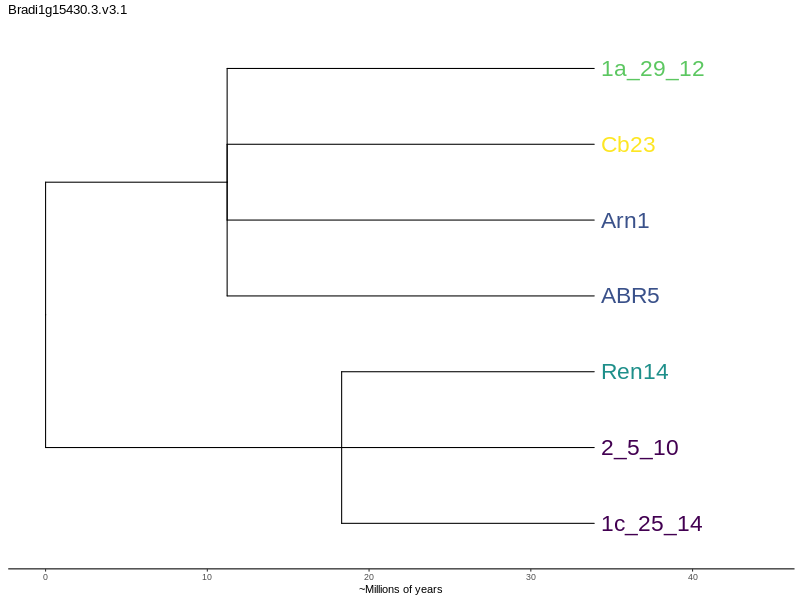 Bradi1g15430.3.v3.1
1a_29_12
Cb23
Arn1
ABR5
Ren14
2_5_10
1c_25_14
0 10 20 30 40
~Millions of years